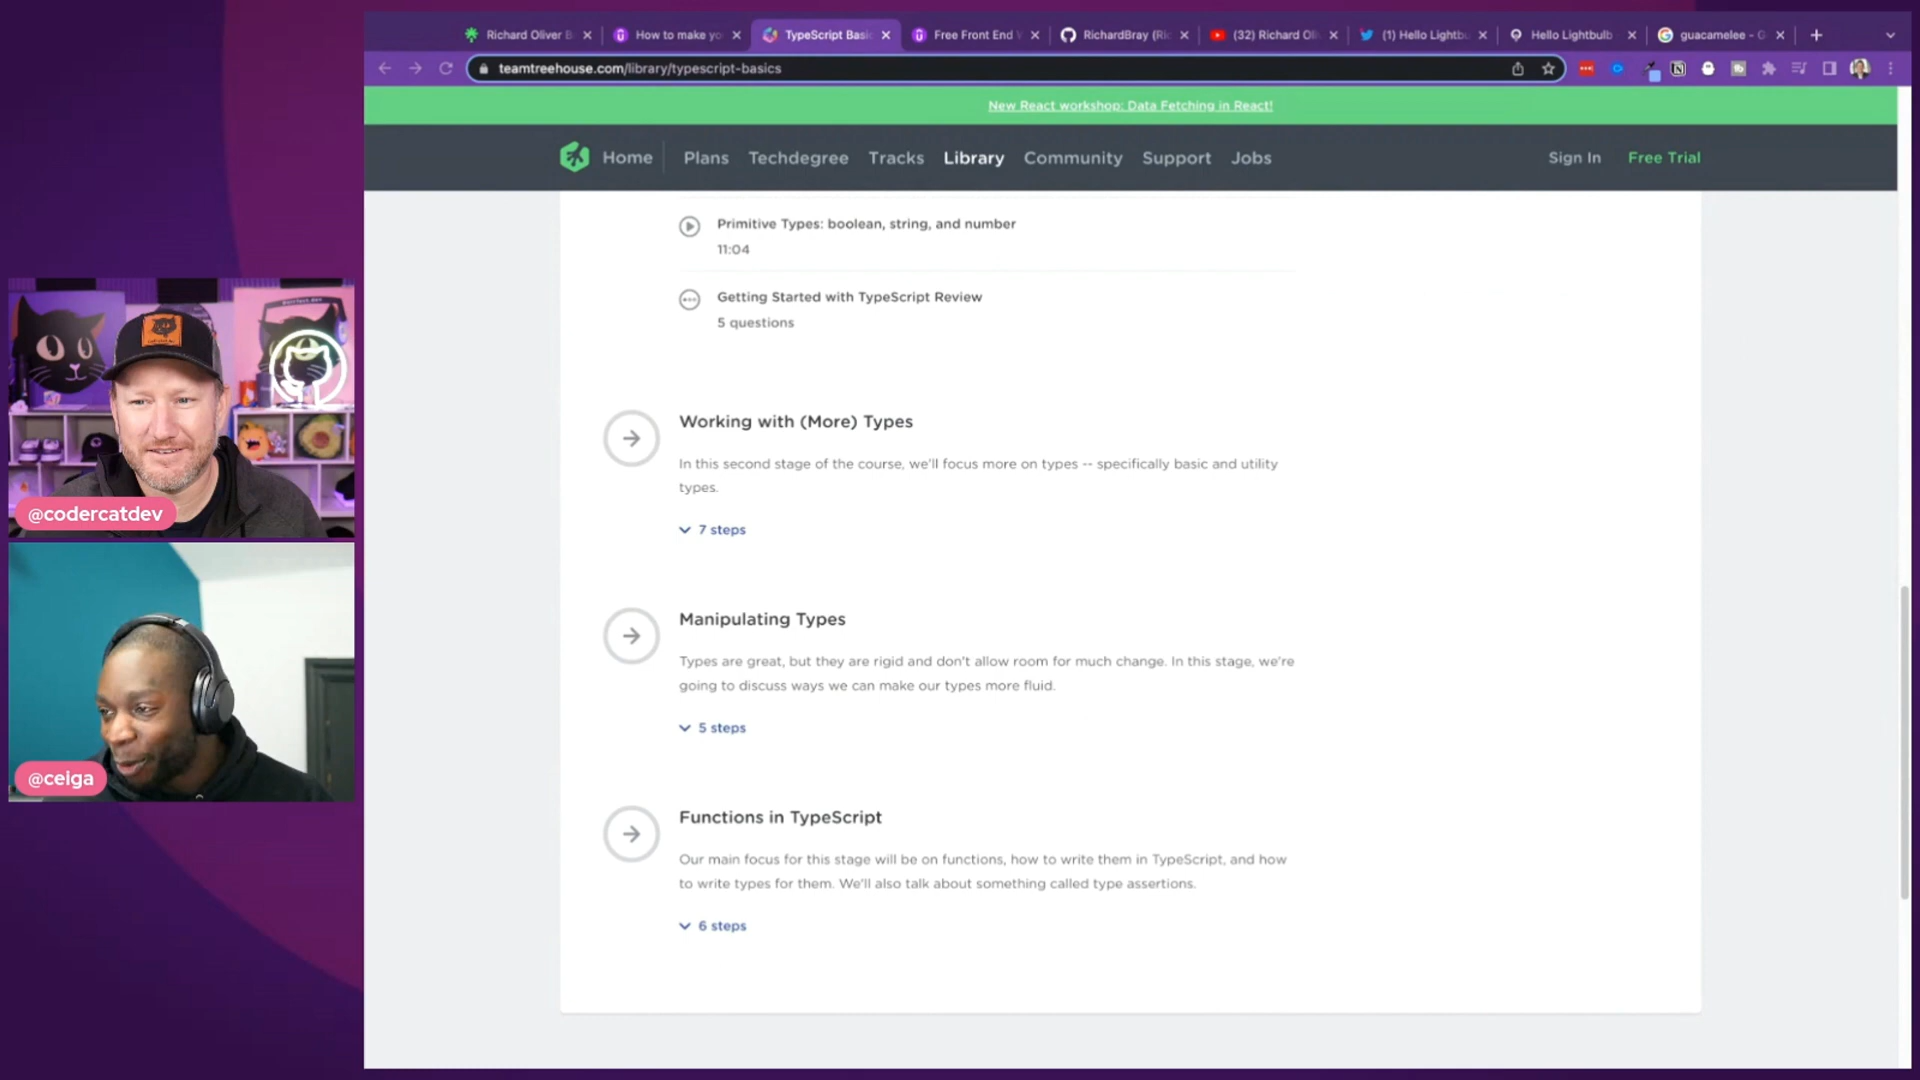 Richard Oliver B
How to make yo
TypeScript Basic
Free Front End V
RichardBray (Ric
(32) Richard Oli
(1) Hello Lightbu
Hello Lightbulb
guacamelee - G
teamtreehouse.com/library/typescript-basics
New React workshop: Data Fetching in React!
Home
Plans
Techdegree
Tracks
Library
Community
Support
Jobs
Sign In
Free Trial
Primitive Types: boolean, string, and number
11:04
Getting Started with TypeScript Review
5 questions
Working with (More) Types
In this second stage of the course, we'll focus more on types -- specifically basic and utility
types.
7 steps
Manipulating Types
Types are great, but they are rigid and don't allow room for much change. In this stage, we're
going to discuss ways we can make our types more fluid.
5 steps
Functions in TypeScript
Our main focus for this stage will be on functions, how to write them in TypeScript, and how
to write types for them. We'll also talk about something called type assertions.
6 steps
@codercatdev
@ceiga